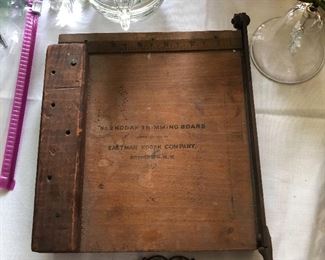 KODAK TRIMMING BOARD
EASTMAN KODAK COMPANY,
ROCHESTER, N.Y.